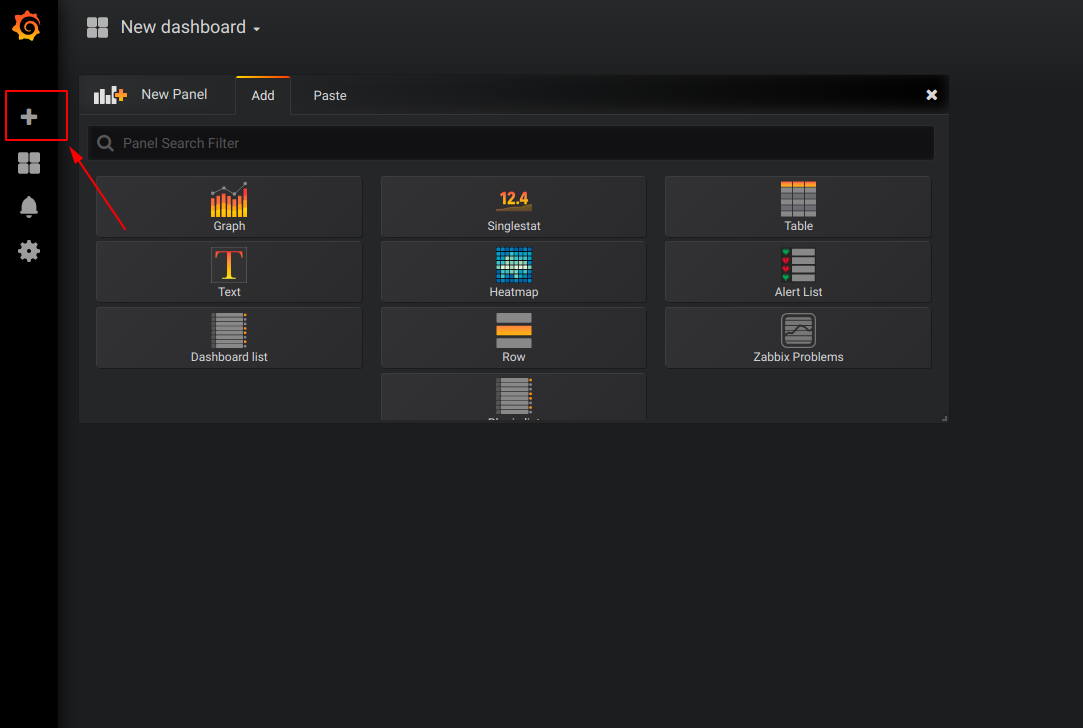 New dashboard
New Panel
Add
Paste
Panel Search Filter
Graph
12.4
Singlestat
Table
T
Text
Heatmap
Alert List
Dashboard list
Row
Zabbix Problems